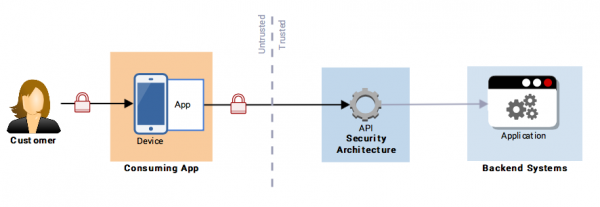 Untrusted
Trusted
App
Customer
Device
API
Application
Security
Architecture
Consuming App
Backend Systems